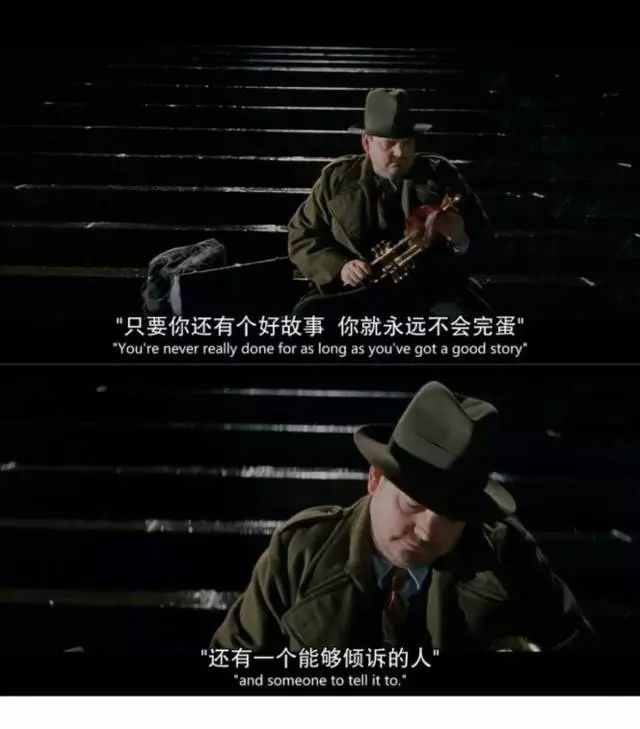 "只要你还有个好故事 你就永远不会完蛋"
"You're never really done for as long as you've got a good story"
"还有一个能够倾诉的人"
"and someone to tell it to."